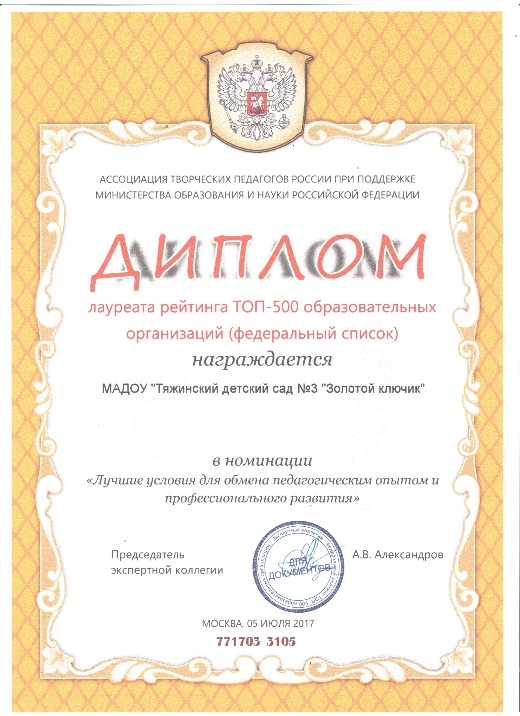 АССОЦИАЦИЯ ТВОРЧЕСКИХ ПЕДАГОГОВ РОССИИ ПРИ ПОДДЕРЖКЕ
МИНИСТЕРСТВА ОБРАЗОВАНИЯ И НАУКИ РОССИЙСКОЙ ФЕДЕРАЦИИ
ДИПЛОМ
лауреата рейтинга ТОП-500 образовательных
организаций (федеральный список)
награждается
МАДОУ "Тяжинский детский сад №3 "Золотой ключик"
в номинации
«Лучшие условия для обмена педагогическим опытом и
профессионального развития»
Председатель
экспертной коллегии
ДЛЯ
ДОКУМЕНТОВ
А.В. Александров
МОСКВА, 05 ИЮЛЯ 2017
771703 3105